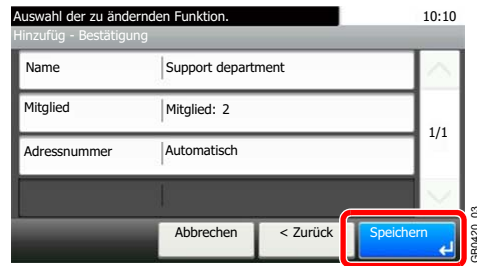 Auswahl der zu ändernden Funktion. 10:10
Hinzufüg - Bestätigung
Name Support department
Mitglied Mitglied: 2
1/1
Adressnummer Automatisch
Abbrechen < Zurück Speichern
GB0420_03